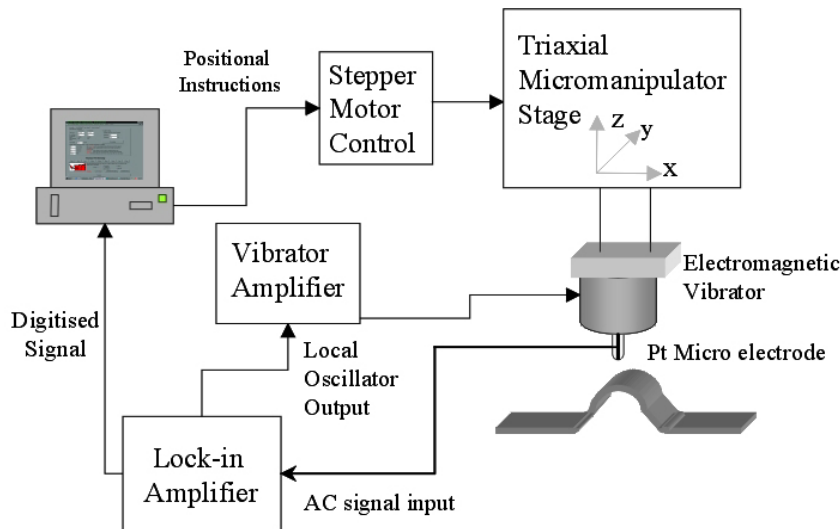 Positional
Instructions
Stepper
Motor
Control
Triaxial
Micromanipulator
Stage
z
y
x
Vibrator
Amplifier
Electromagnetic
Vibrator
Digitised
Signal
Local
Oscillator
Output
Pt Micro electrode
Lock-in
Amplifier
AC signal input